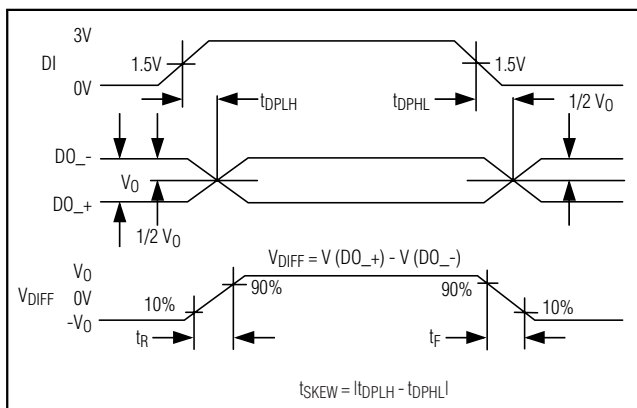 3V
DI
1.5V
1.5V
0V
tDPLH
tDPHL
1/2 VO
DO_-
VO
DO_+
1/2 VO
VDIFF = V (DO_+) - V (DO_-)
VO
VDIFF
0V
-VO
10%
90%
90%
10%
tR
tF
tSKEW = |tDPLH - tDPHL|